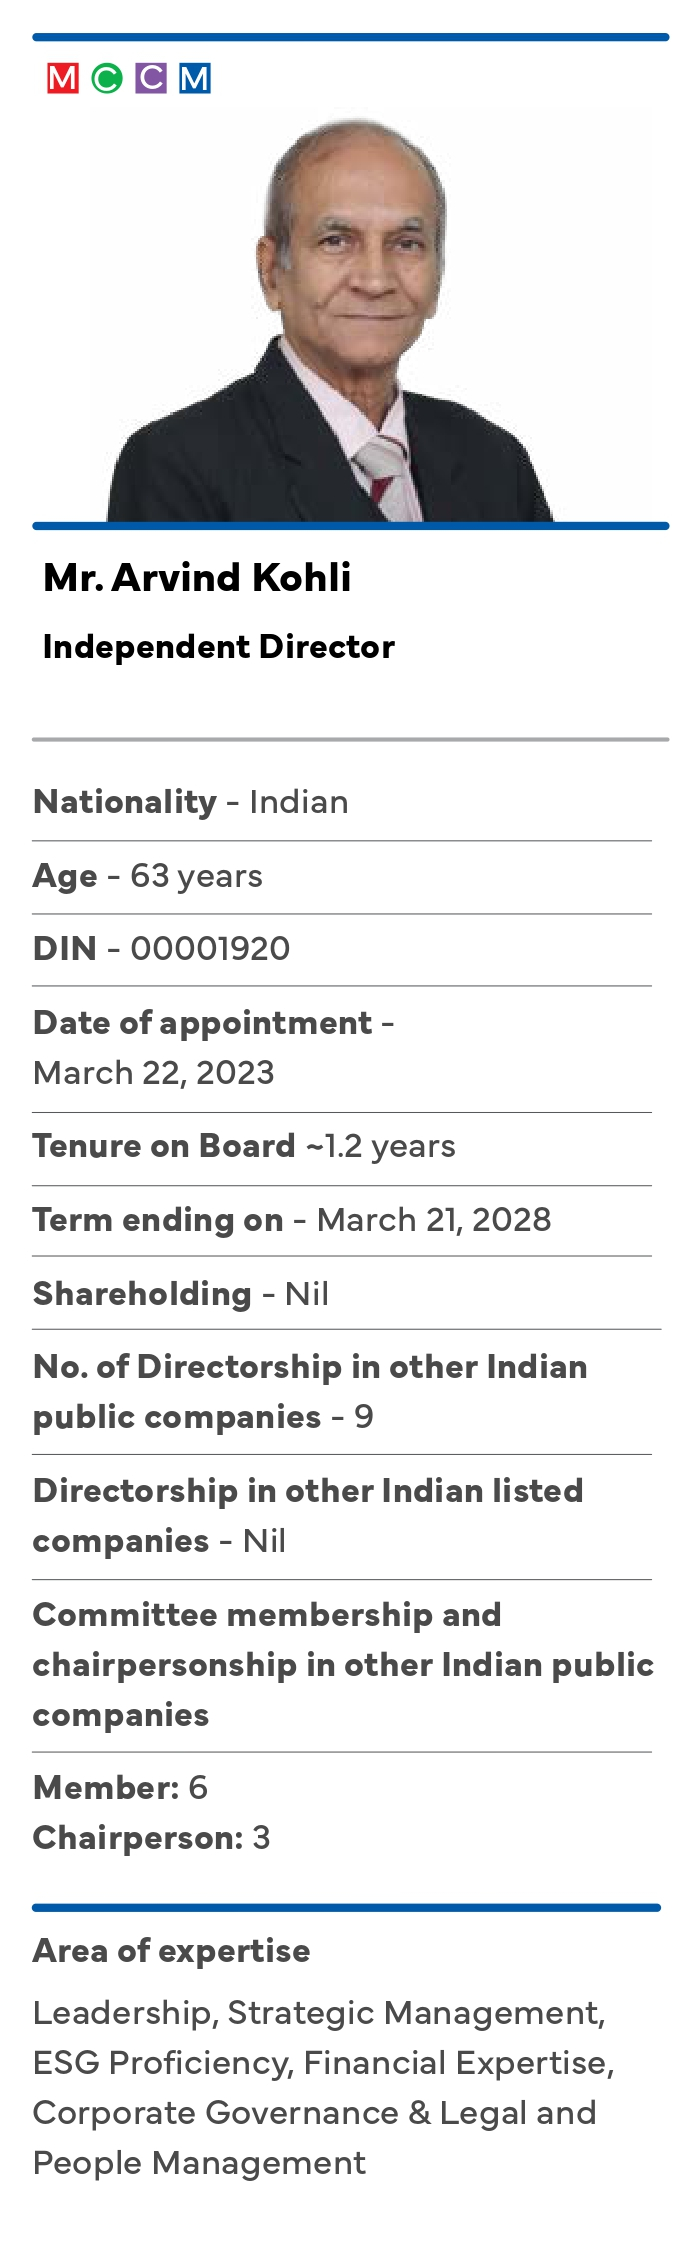 M C C M
Mr. Arvind Kohli
Independent Director
Nationality - Indian
Age - 63 years
DIN - 00001920
Date of appointment -
March 22, 2023
Tenure on Board ~1.2 years
Term ending on - March 21, 2028
Shareholding - Nil
No. of Directorship in other Indian
public companies - 9
Directorship in other Indian listed
companies - Nil
Committee membership and
chairpersonship in other Indian public
companies
Member: 6
Chairperson: 3
Area of expertise
Leadership, Strategic Management,
ESG Proficiency, Financial Expertise,
Corporate Governance & Legal and
People Management